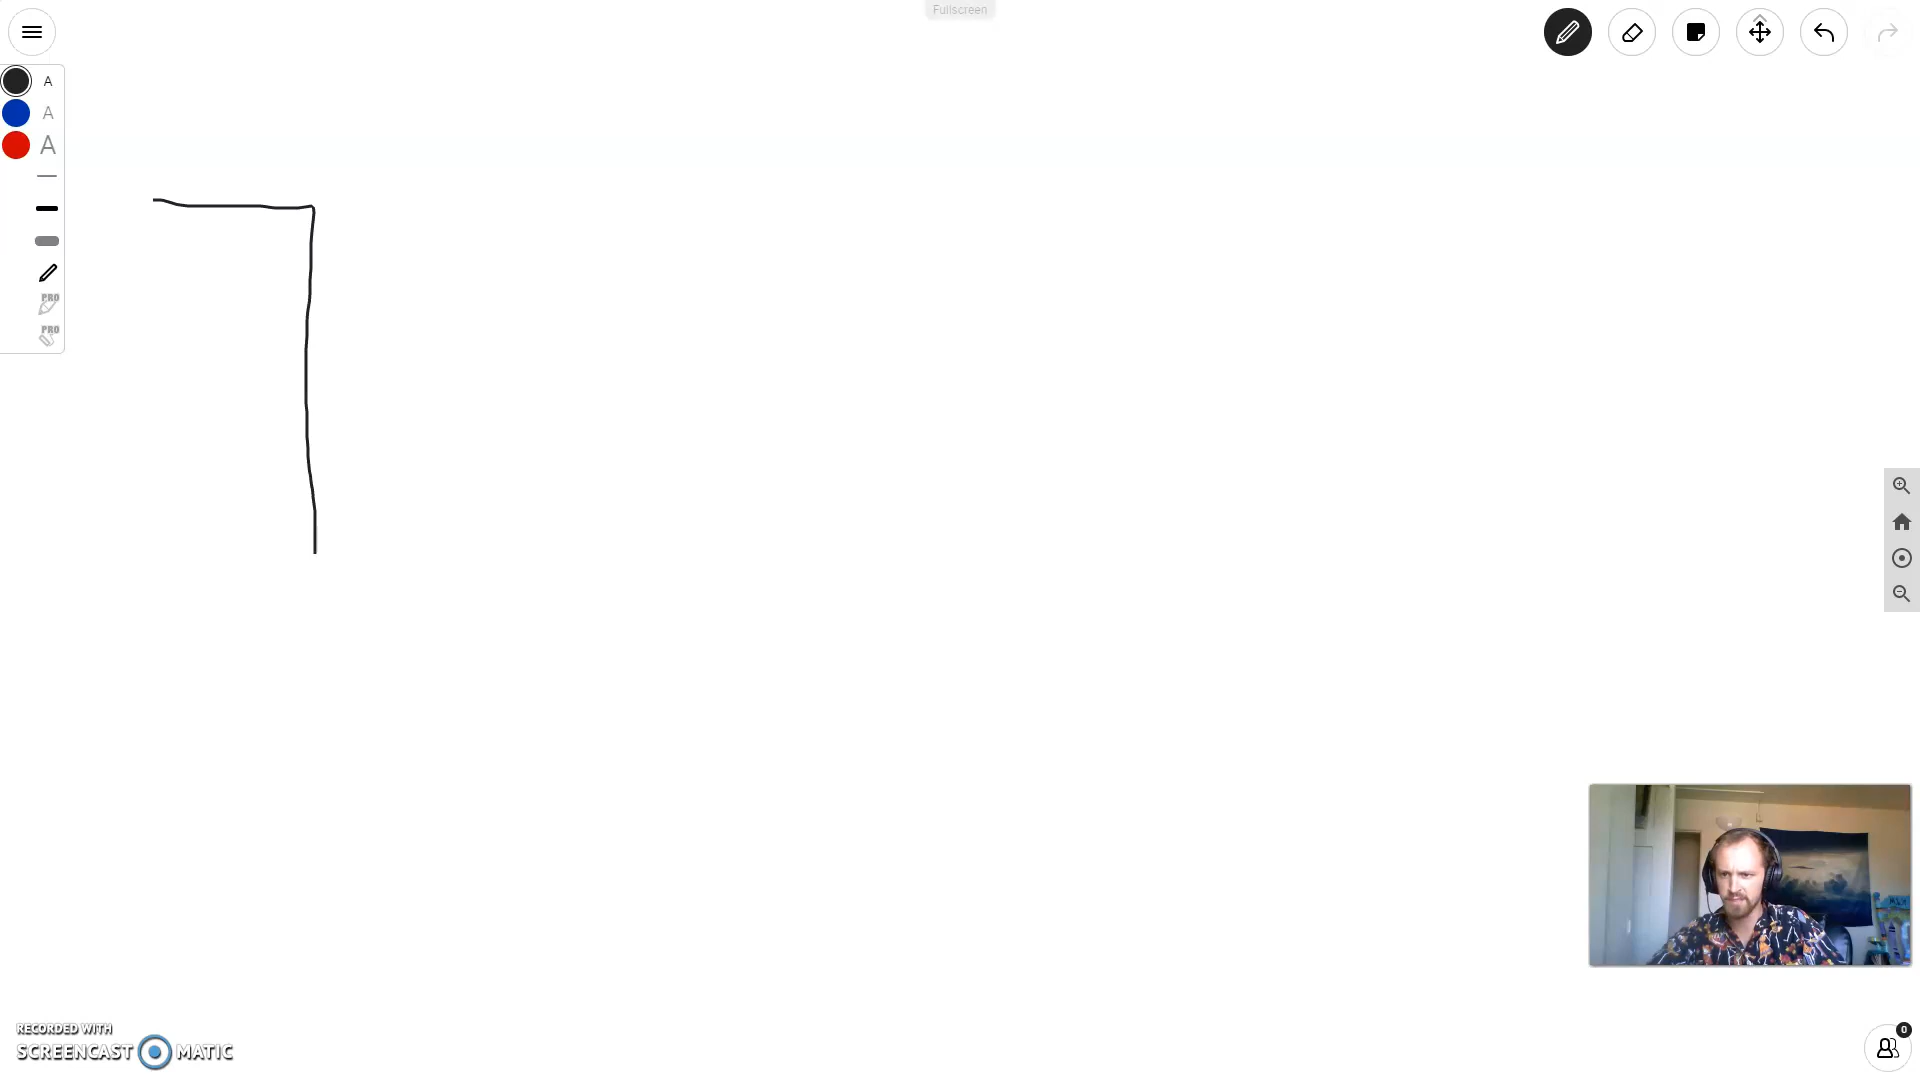 Fullscreen
A
A
A
PRO
PRO
0
RECORDED WITH
SCREENCAST MATIC